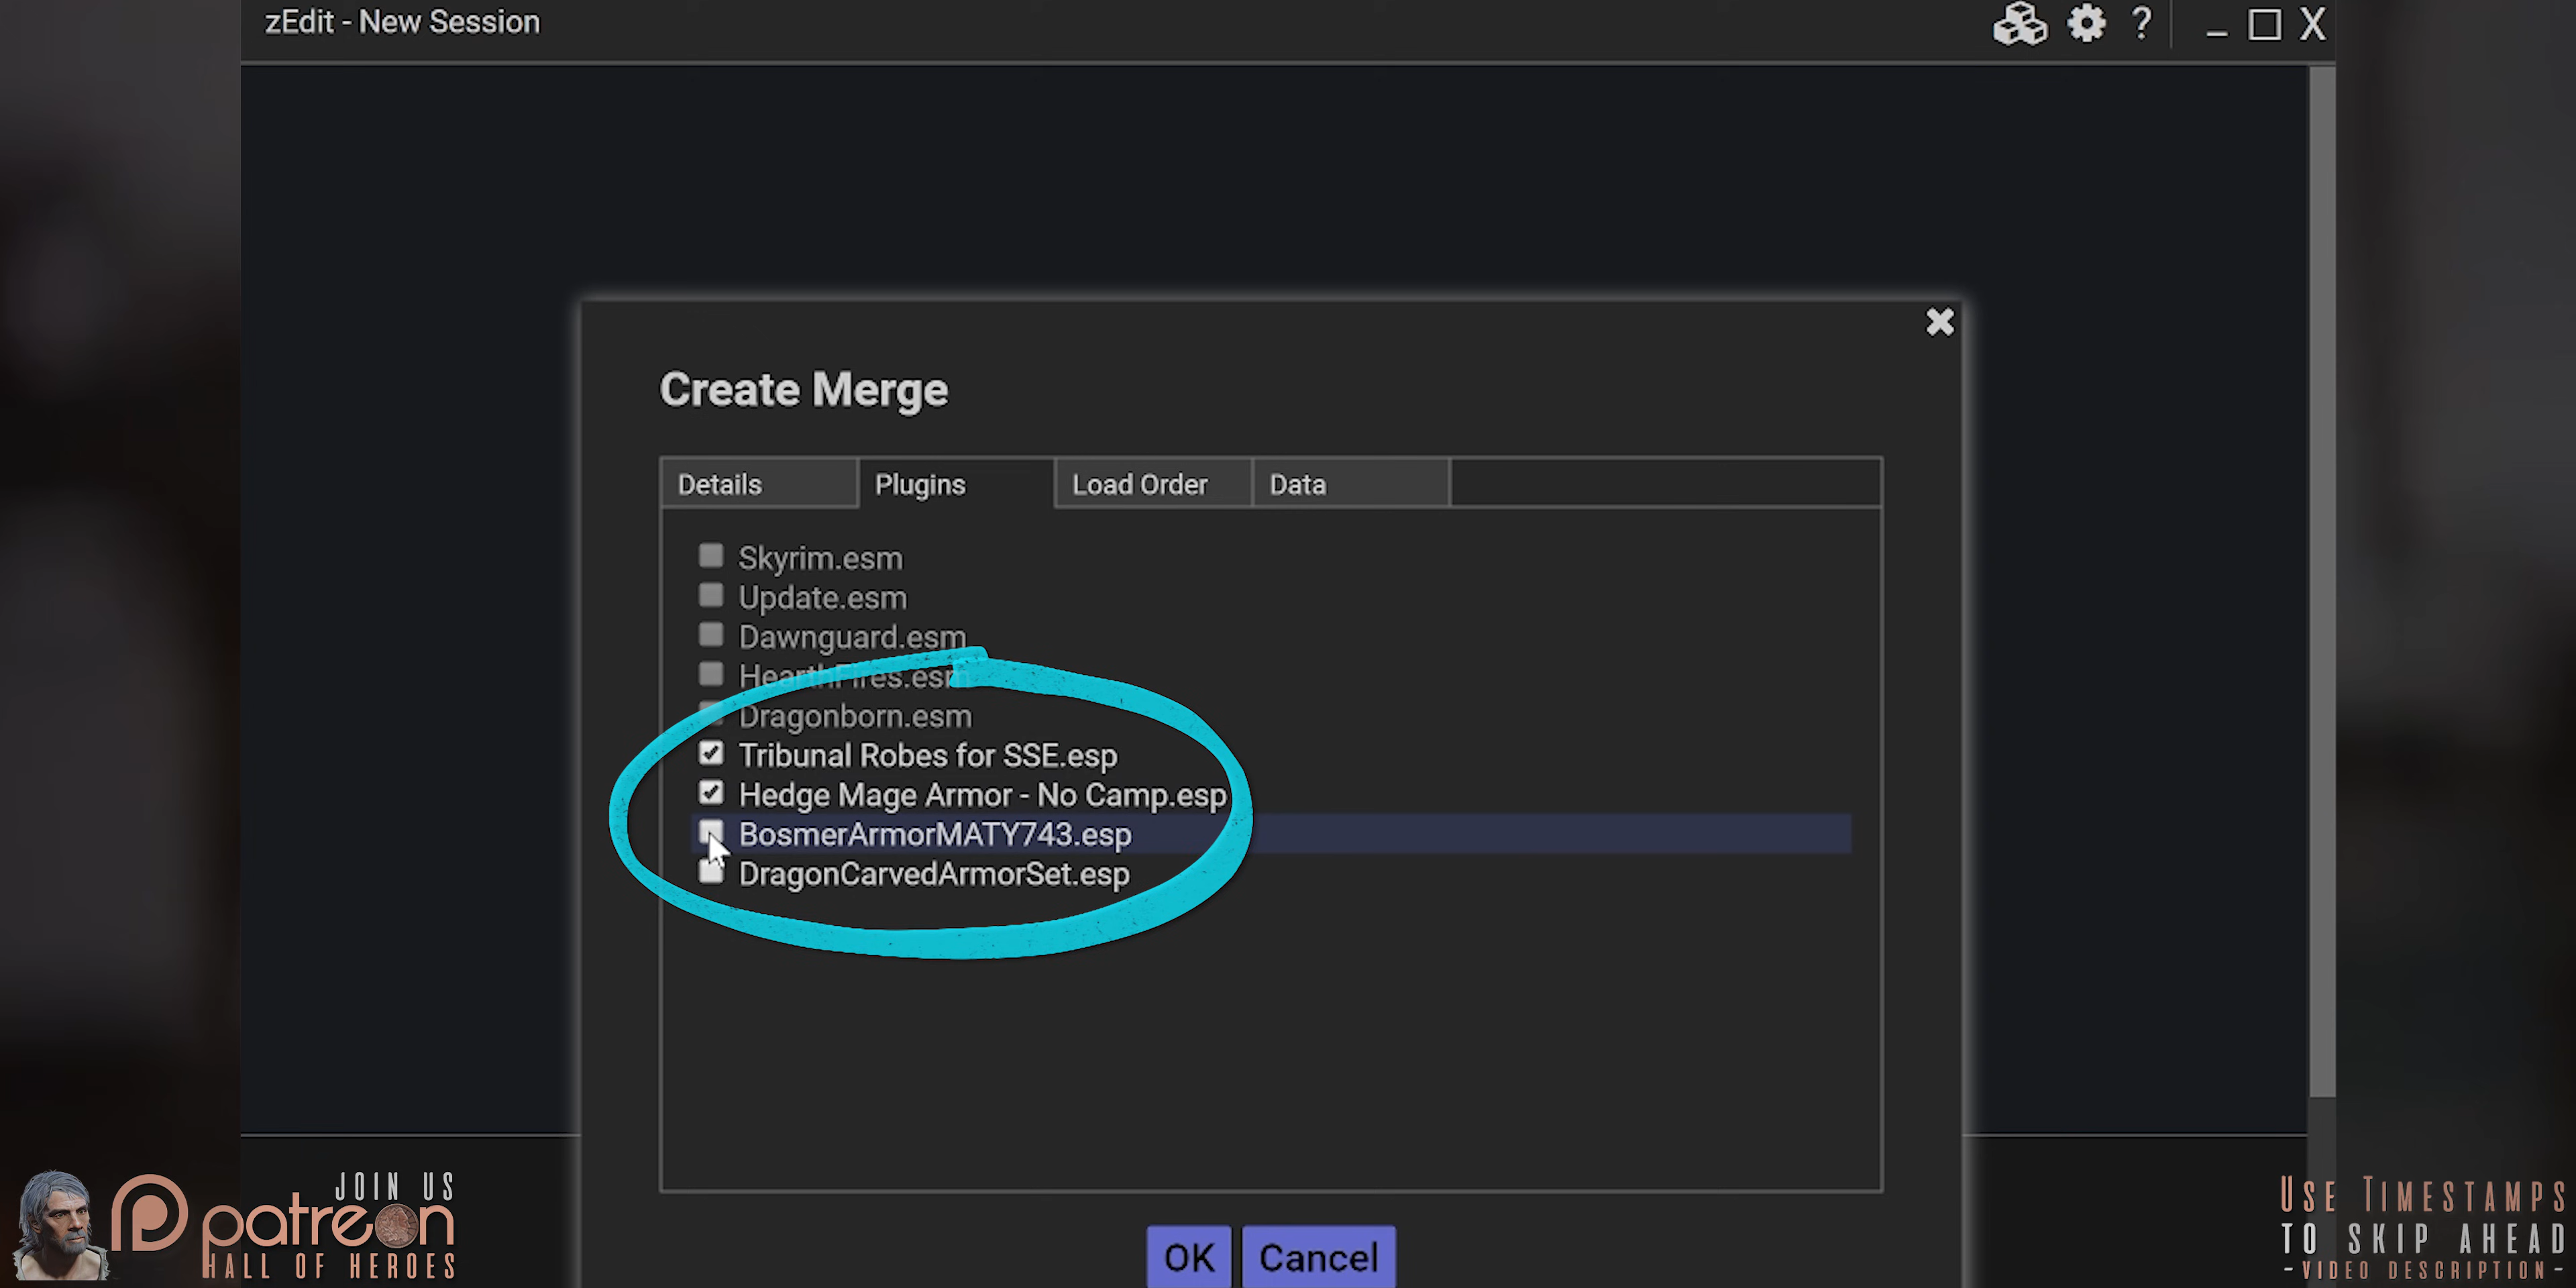 zEdit - New Session
?
X
Create Merge
Details
Plugins
Load Order
Data
Skyrim.esm
Update.esm
Dawnguard.esm
HearthFires.esm
Dragonborn.esm
Tribunal Robes for SSE.esp
Hedge Mage Armor - No Camp.esp
BosmerArmorMATY743.esp
DragonCarvedArmorSet.esp
OK
Cancel
JOIN US
patreon
HALL OF HEROES
USE TIMESTAMPS
TO SKIP AHEAD
-VIDEO DESCRIPTION-